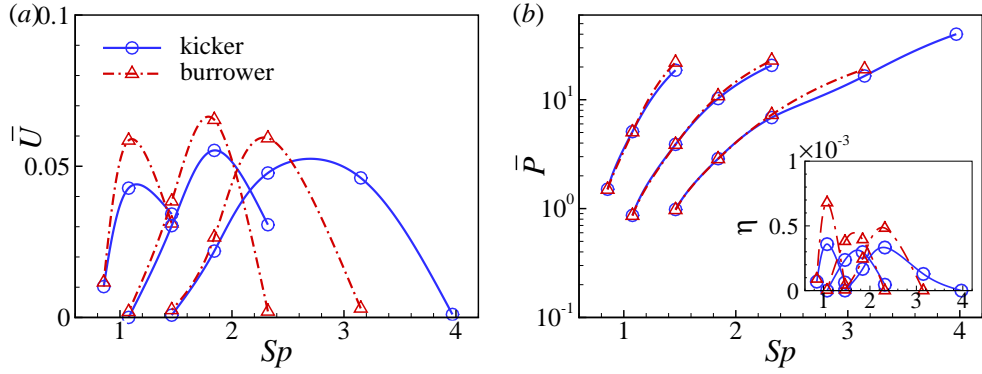 (a)
0.1
kicker
burrower
Ū
0.05
0
1 2 3 4
Sp
(b)
10¹
P̄
10⁰
10⁻¹
1 2 3 4
Sp
1 ×10⁻³
η
0.5
0
1 2 3 4